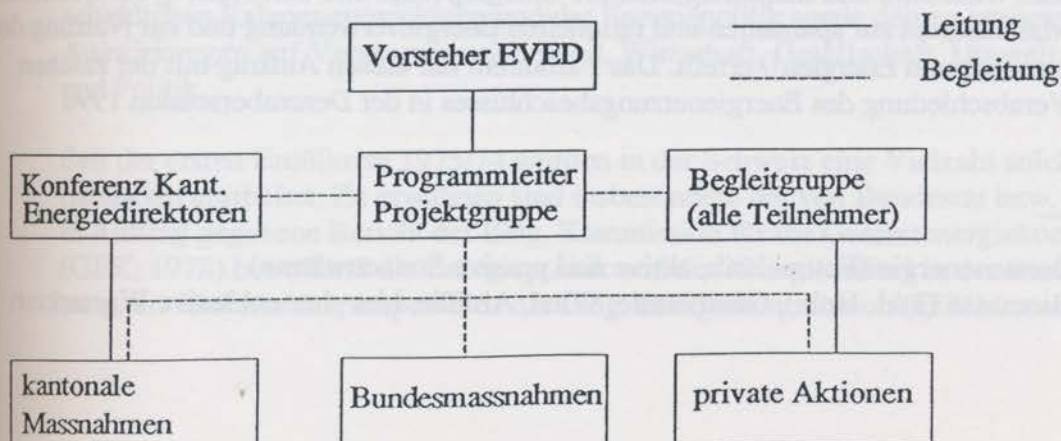 Vorsteher EVED
Leitung
Begleitung
Konferenz Kant.
Energiedirektoren
Programmleiter
Projektgruppe
Begleitgruppe
(alle Teilnehmer)
kantonale
Massnahmen
Bundesmassnahmen
private Aktionen